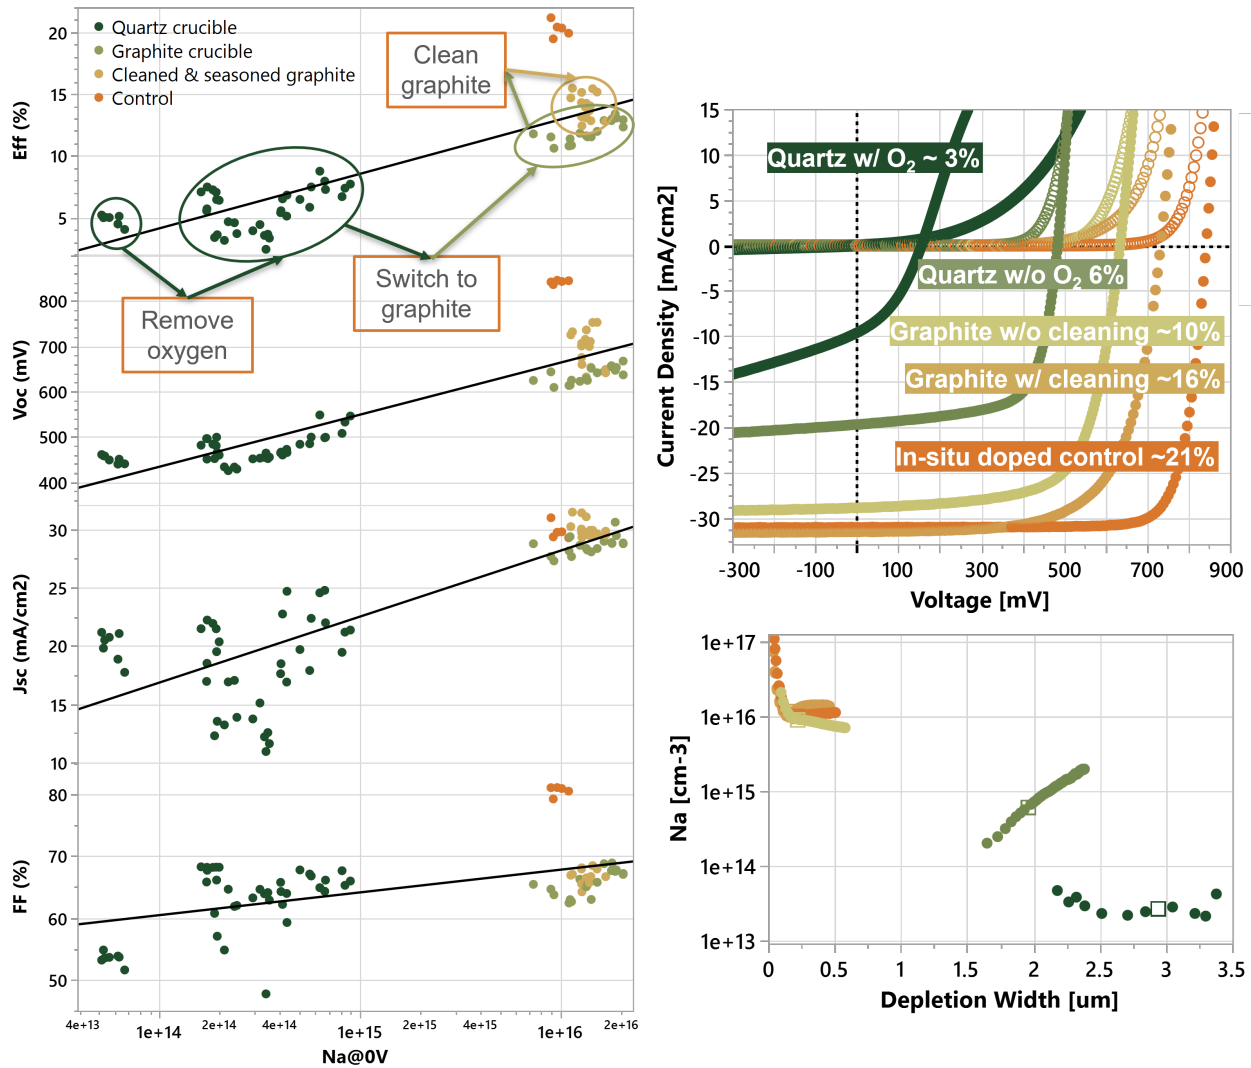 20
15
10
5
Eff (%)
Quartz crucible
Graphite crucible
Cleaned & seasoned graphite
Control
Clean
graphite
Switch to
graphite
Remove
oxygen
800
700
600
500
400
Voc (mV)
30
25
20
15
10
Jsc (mA/cm2)
80
70
60
50
FF (%)
4e+13
1e+14
2e+14
4e+14
1e+15
2e+15
4e+15
1e+16
2e+16
Na@0V
15
10
5
0
-5
-10
-15
-20
-25
-30
Current Density [mA/cm2]
Quartz w/ O2 ~ 3%
Quartz w/o O2 6%
Graphite w/o cleaning ~10%
Graphite w/ cleaning ~16%
In-situ doped control ~21%
-300
-100
100
300
500
700
900
Voltage [mV]
1e+17
1e+16
1e+15
1e+14
1e+13
Na [cm-3]
0
0.5
1
1.5
2
2.5
3
3.5
Depletion Width [um]